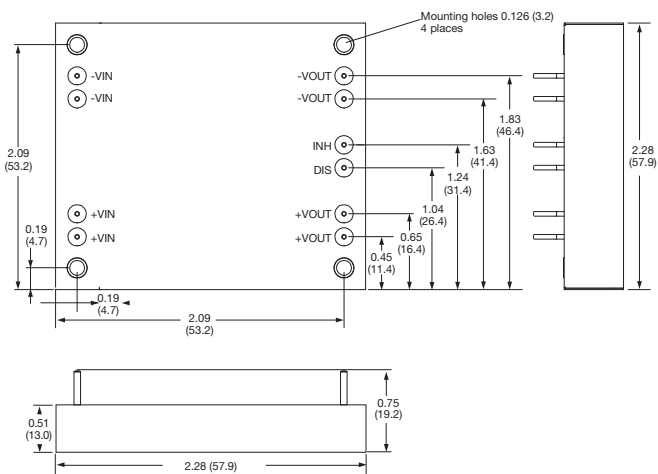 Mounting holes 0.126 (3.2)
4 places
-VIN
-VOUT
-VIN
-VOUT
INH
DIS
+VIN
+VOUT
+VIN
+VOUT
2.09
(53.2)
0.19
(4.7)
0.19
(4.7)
2.09
(53.2)
0.45
(11.4)
0.65
(16.4)
1.04
(26.4)
1.24
(31.4)
1.63
(41.4)
1.83
(46.4)
2.28
(57.9)
0.51
(13.0)
0.75
(19.2)
2.28 (57.9)